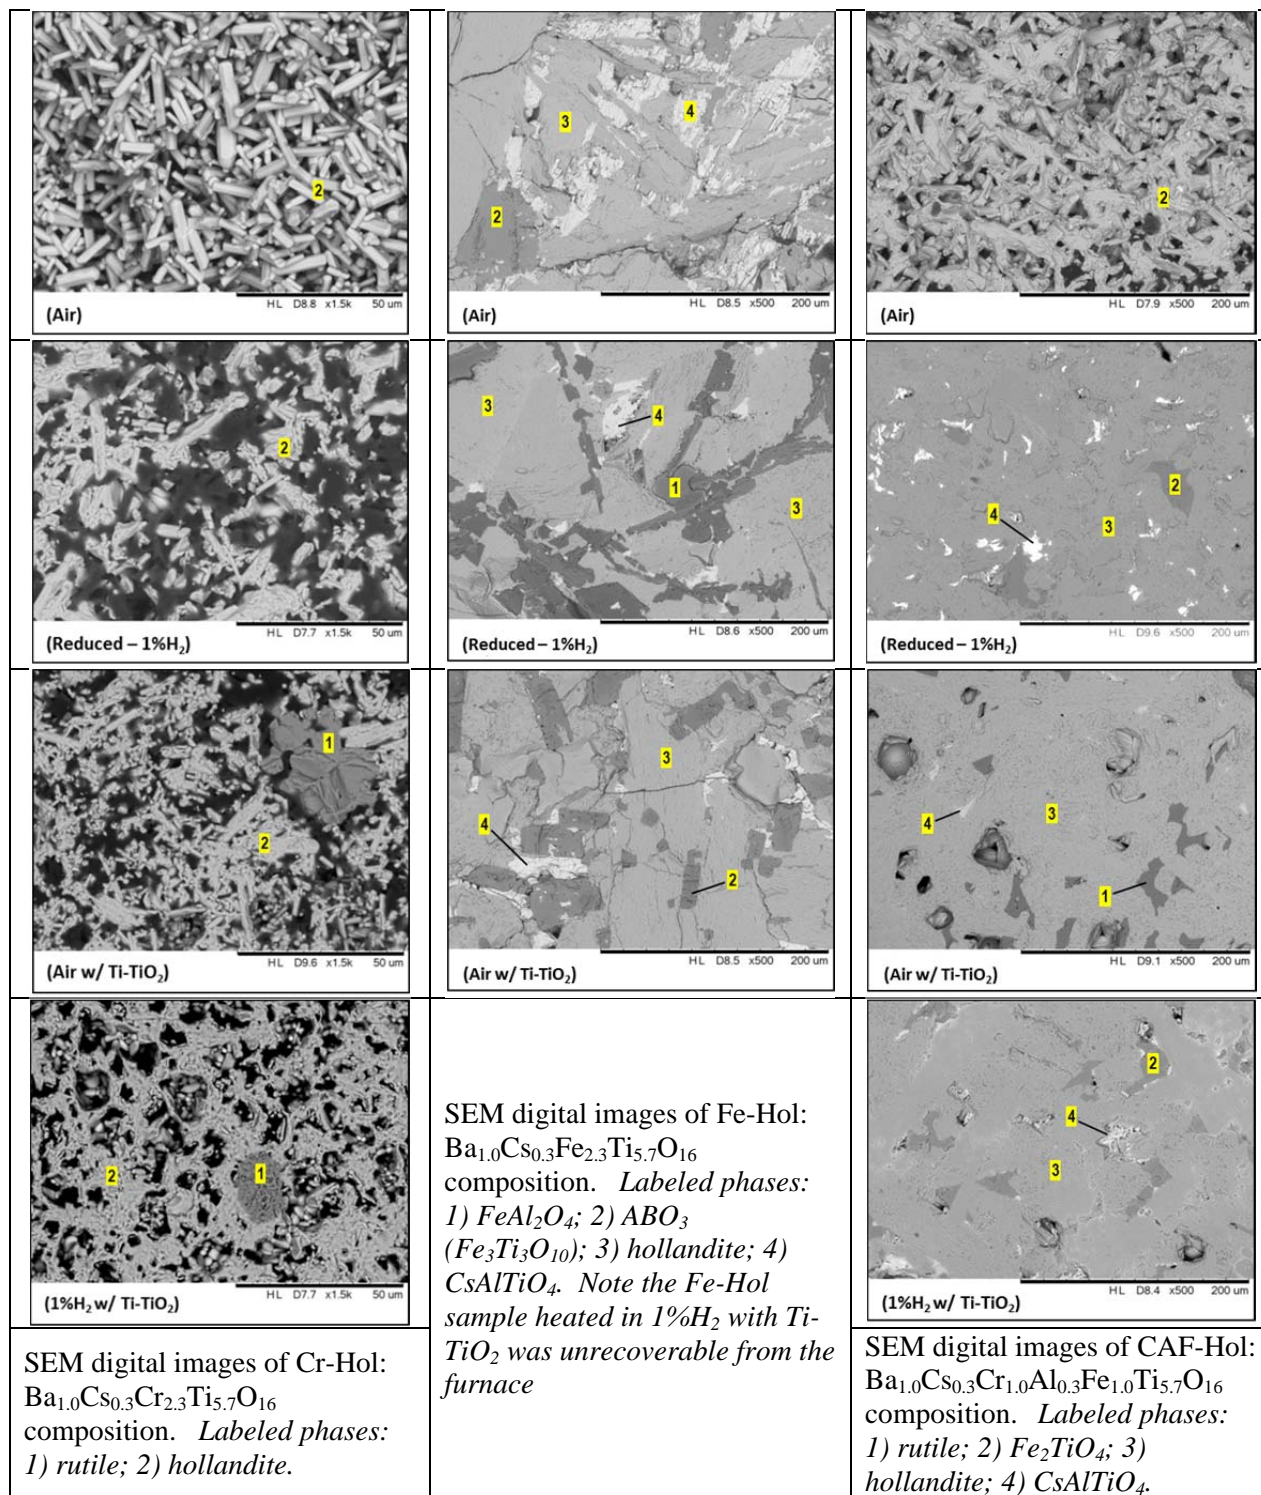 2
HL D8.8 x1.5k 50 um
(Air)
3
4
2
HL D8.5 x500 200 um
(Air)
2
HL D7.9 x500 200 um
(Air)
2
HL D7.7 x1.5k 50 um
(Reduced – 1%H₂)
3
4
1
3
HL D8.6 x500 200 um
(Reduced – 1%H₂)
2
4
3
HL D9.6 x500 200 um
(Reduced – 1%H₂)
1
2
HL D9.6 x1.5k 50 um
(Air w/ Ti-TiO₂)
3
4
2
HL D8.5 x500 200 um
(Air w/ Ti-TiO₂)
4
3
1
HL D9.1 x500 200 um
(Air w/ Ti-TiO₂)
2
1
HL D7.7 x1.5k 50 um
(1%H₂ w/ Ti-TiO₂)
SEM digital images of Cr-Hol:
Ba₁.₀Cs₀.₃Cr₂.₃Ti₅.₇O₁₆
composition. Labeled phases:
1) rutile; 2) hollandite.
SEM digital images of Fe-Hol:
Ba₁.₀Cs₀.₃Fe₂.₃Ti₅.₇O₁₆
composition. Labeled phases:
1) FeAl₂O₄; 2) ABO₃
(Fe₃Ti₃O₁₀); 3) hollandite; 4)
CsAlTiO₄. Note the Fe-Hol
sample heated in 1%H₂ with Ti-
TiO₂ was unrecoverable from the
furnace
2
4
3
HL D8.4 x500 200 um
(1%H₂ w/ Ti-TiO₂)
SEM digital images of CAF-Hol:
Ba₁.₀Cs₀.₃Cr₁.₀Al₀.₃Fe₁.₀Ti₅.₇O₁₆
composition. Labeled phases:
1) rutile; 2) Fe₂TiO₄; 3)
hollandite; 4) CsAlTiO₄.